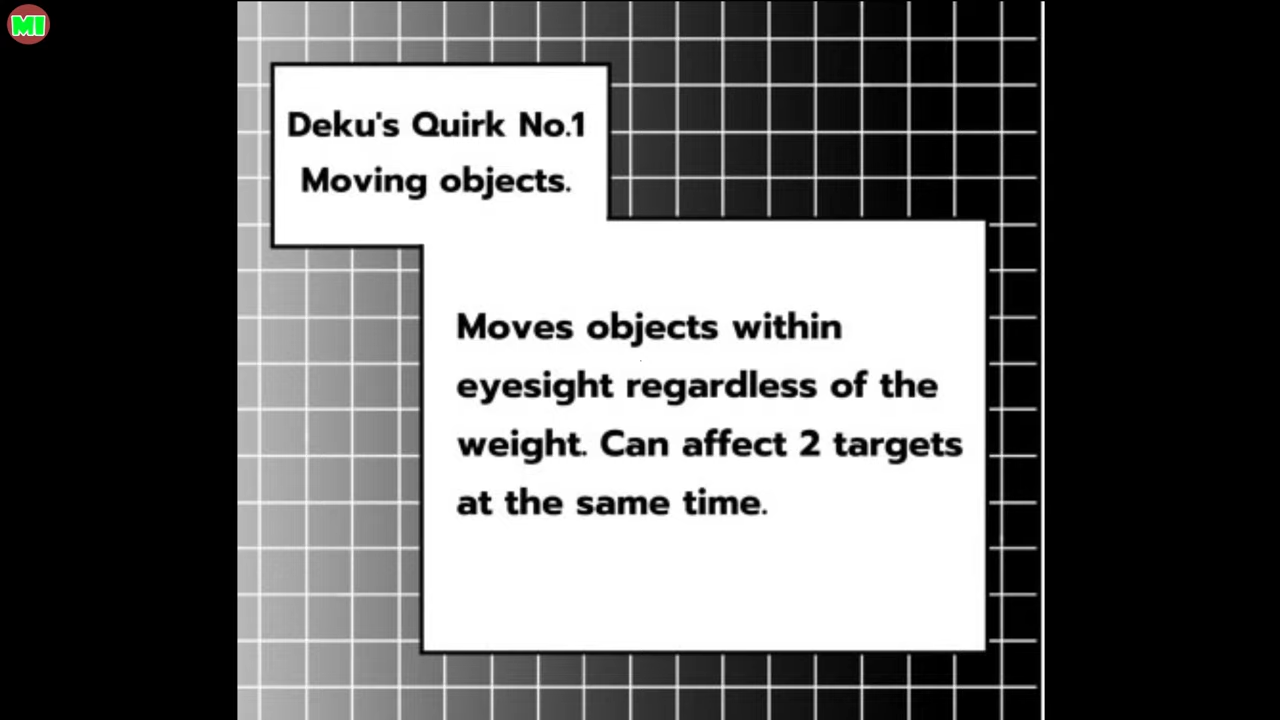 MI
Deku's Quirk No.1
Moving objects.
Moves objects within
eyesight regardless of the
weight. Can affect 2 targets
at the same time.